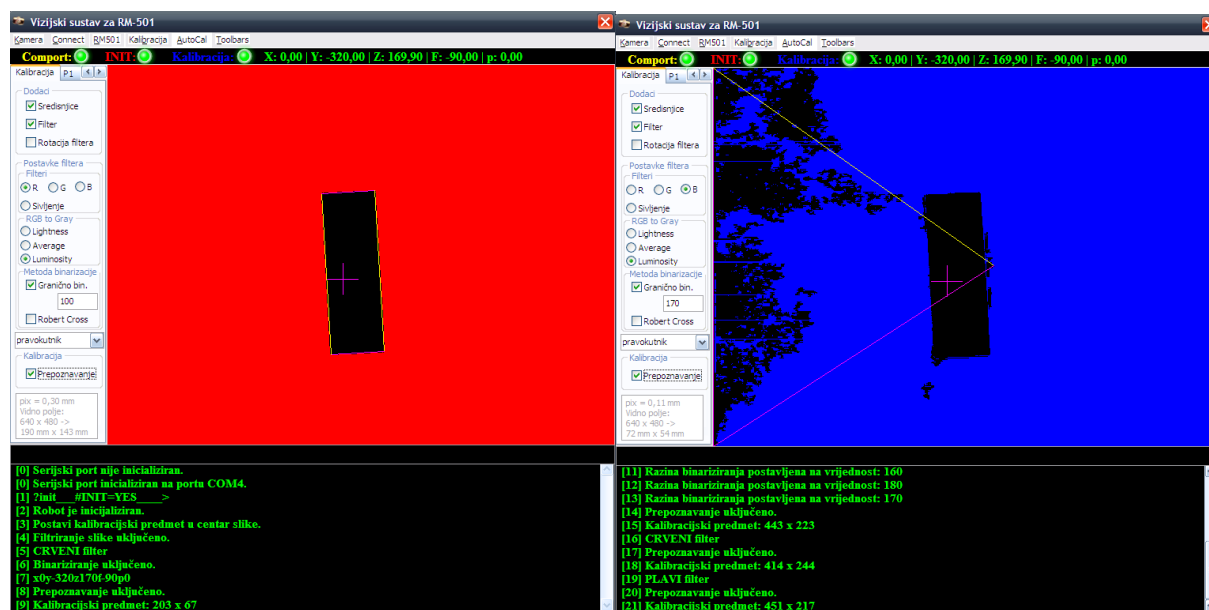 Vizijski sustav za RM-501
Kamera Connect RM501 Kalibracija AutoCal Toolbars
Comport: INIT: Kalibracija: X: 0,00 | Y: -320,00 | Z: 169,90 | F: -90,00 | p: 0,00
Kalibracija P1
Dodaci
Sredisnjice
Filter
Rotacija filtera
Postavke filtera
Filteri
R G B
Sivljenje
RGB to Gray
Lightness
Average
Luminosity
Metoda binarizacije
Granično bin.
100
Robert Cross
pravokutnik
Kalibracija
Prepoznavanje
pix = 0,30 mm
Vidno polje:
640 x 480 ->
190 mm x 143 mm
[0] Serijski port nije inicializiran.
[0] Serijski port inicializiran na portu COM4.
[1] ?init___#INIT=YES____>
[2] Robot je inicijaliziran.
[3] Postavi kalibracijski predmet u centar slike.
[4] Filtriranje slike uključeno.
[5] CRVENI filter
[6] Binariziranje uključeno.
[7] x0y-320z170f-90p0
[8] Prepoznavanje uključeno.
[9] Kalibracijski predmet: 203 x 67
Vizijski sustav za RM-501
Kamera Connect RM501 Kalibracija AutoCal Toolbars
Comport: INIT: Kalibracija: X: 0,00 | Y: -320,00 | Z: 169,90 | F: -90,00 | p: 0,00
Kalibracija P1
Dodaci
Sredisnjice
Filter
Rotacija filtera
Postavke filtera
Filteri
R G B
Sivljenje
RGB to Gray
Lightness
Average
Luminosity
Metoda binarizacije
Granično bin.
170
Robert Cross
pravokutnik
Kalibracija
Prepoznavanje
pix = 0,11 mm
Vidno polje:
640 x 480 ->
72 mm x 54 mm
[11] Razina binariziranja postavljena na vrijednost: 160
[12] Razina binariziranja postavljena na vrijednost: 180
[13] Razina binariziranja postavljena na vrijednost: 170
[14] Prepoznavanje uključeno.
[15] Kalibracijski predmet: 443 x 223
[16] CRVENI filter
[17] Prepoznavanje uključeno.
[18] Kalibracijski predmet: 414 x 244
[19] PLAVI filter
[20] Prepoznavanje uključeno.
[21] Kalibracijski predmet: 451 x 217